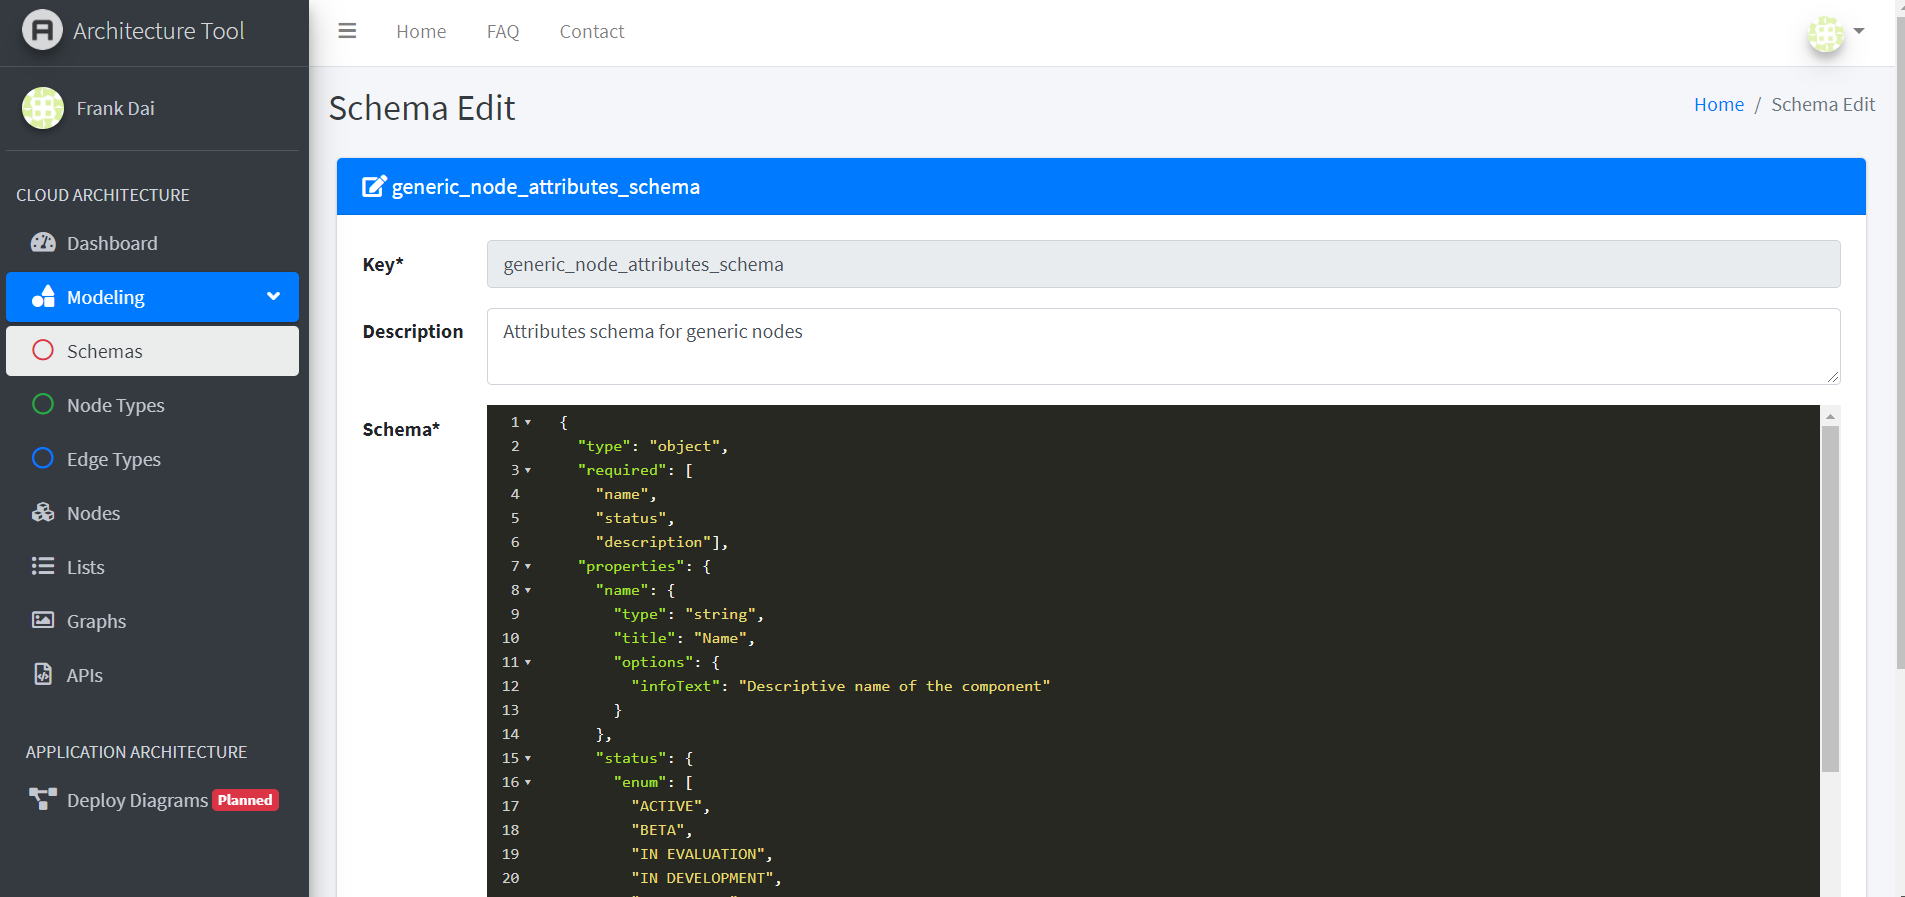 Architecture Tool
Home FAQ Contact
Frank Dai
CLOUD ARCHITECTURE
Dashboard
Modeling
Schemas
Node Types
Edge Types
Nodes
Lists
Graphs
APIs
APPLICATION ARCHITECTURE
Deploy Diagrams Planned
Schema Edit
Home / Schema Edit
generic_node_attributes_schema
Key* generic_node_attributes_schema
Description Attributes schema for generic nodes
Schema*
1 {
2 "type": "object",
3 "required": [
4 "name",
5 "status",
6 "description"],
7 "properties": {
8 "name": {
9 "type": "string",
10 "title": "Name",
11 "options": {
12 "infoText": "Descriptive name of the component"
13 }
14 },
15 "status": {
16 "enum": [
17 "ACTIVE",
18 "BETA",
19 "IN EVALUATION",
20 "IN DEVELOPMENT",